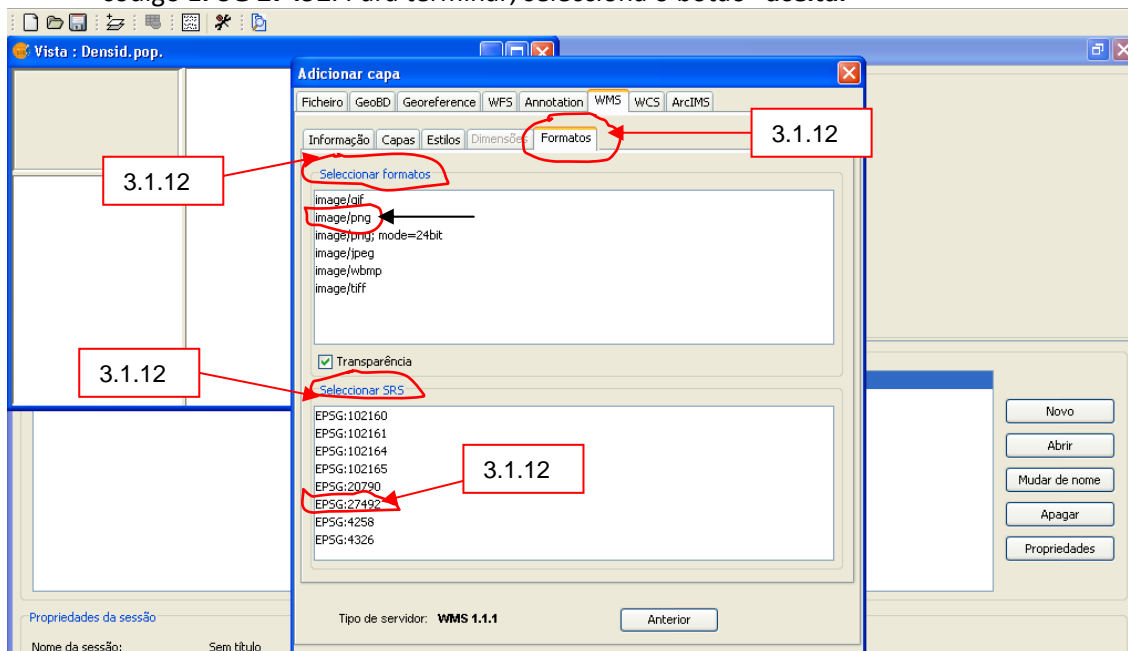 Vista : Densid.pop.
Adicionar capa
Ficheiro GeoBD Georeference WFS Annotation WMS WCS ArcIMS
Informação Capas Estilos Dimensões Formatos
3.1.12
3.1.12
Seleccionar formatos
image/gif
image/png
image/png; mode=24bit
image/jpeg
image/wbmp
image/tiff
Transparência
3.1.12
Seleccionar SRS
EPSG:102160
EPSG:102161
EPSG:102164
EPSG:102165
EPSG:20790
EPSG:27492
EPSG:4258
EPSG:4326
3.1.12
Novo
Abrir
Mudar de nome
Apagar
Propriedades
Tipo de servidor: WMS 1.1.1
Anterior
Propriedades da sessão
Nome da sessão: Sem título